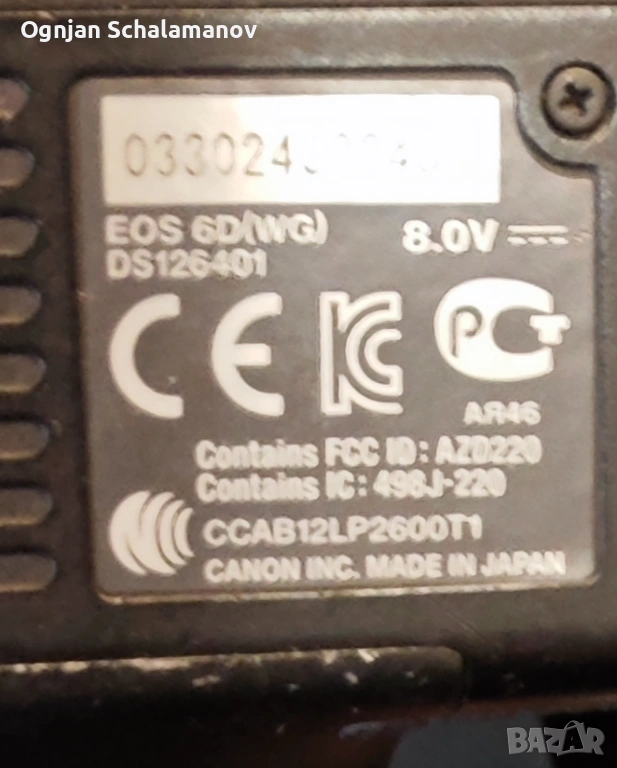 Ognjan Schalamanov
EOS 6D(WG) 8.0V
DS126401
CE
AR46
Contains FCC ID: AZD220
Contains IC: 498J-220
CCAB12LP2600T1
CANON INC. MADE IN JAPAN
BAZAR